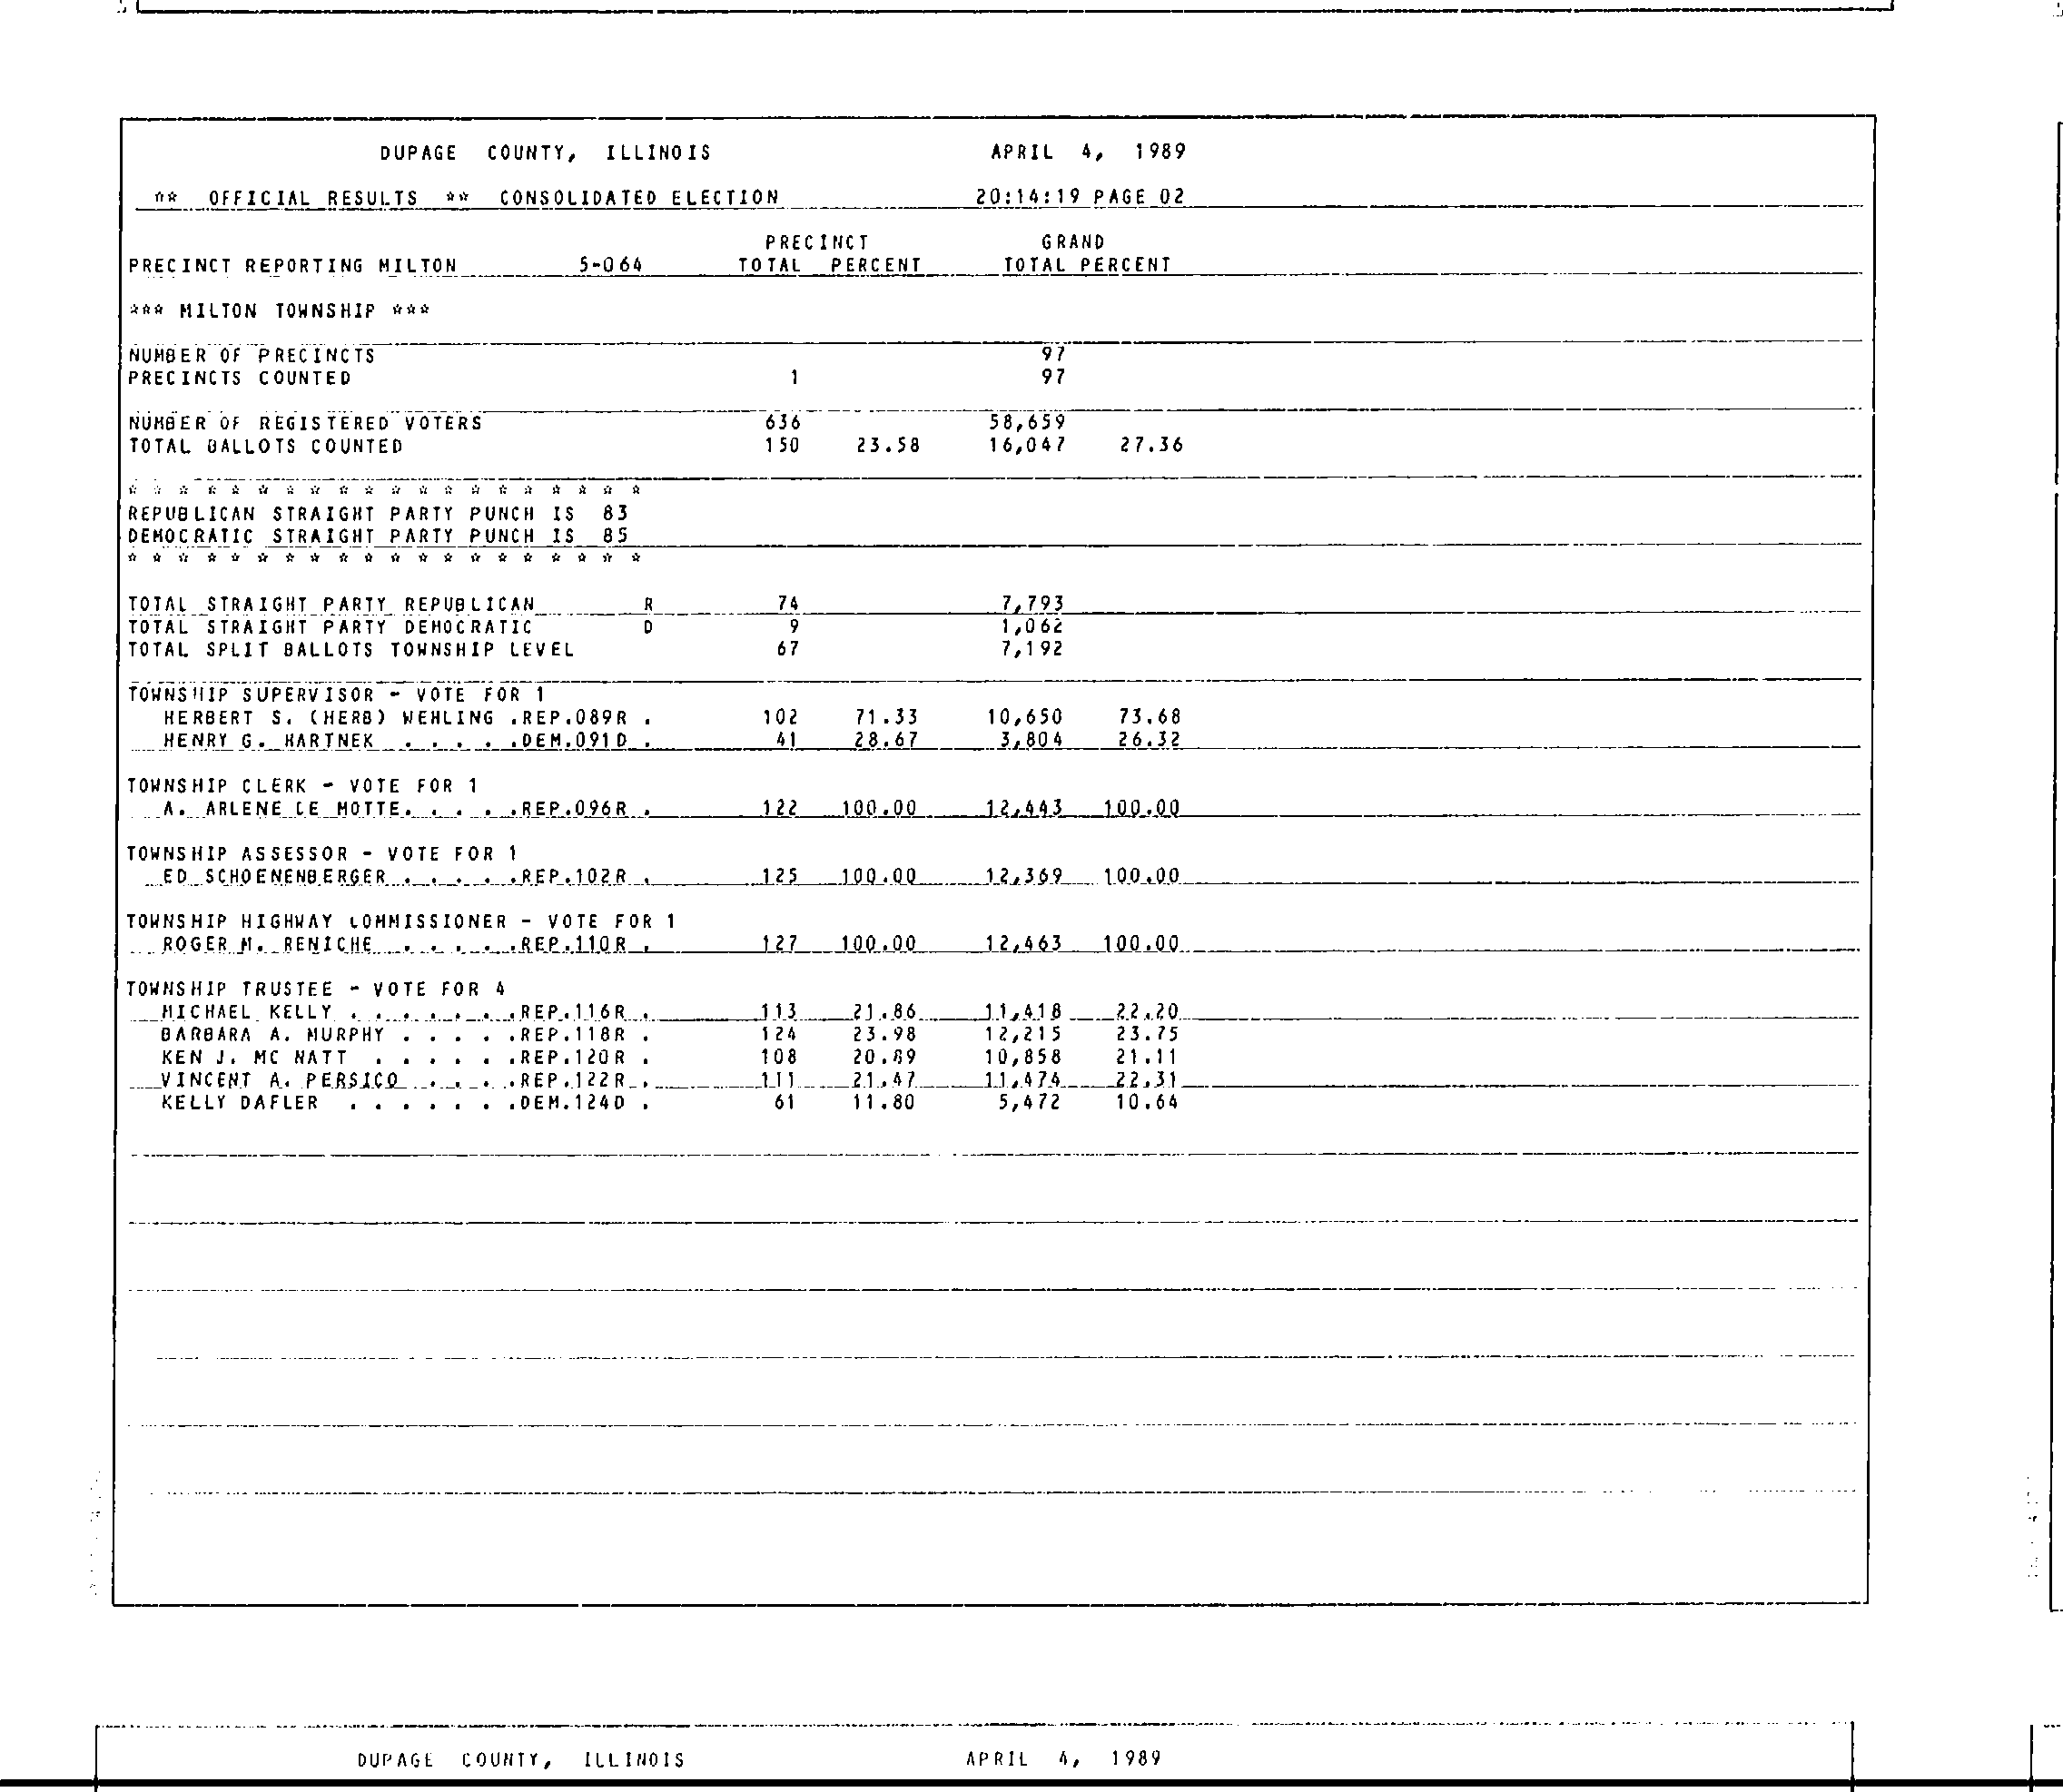 DUPAGE COUNTY, ILLINOIS APRIL 4, 1989
** OFFICIAL RESULTS ** CONSOLIDATED ELECTION 20:14:19 PAGE 02
PRECINCT GRAND
PRECINCT REPORTING MILTON 5-064 TOTAL PERCENT TOTAL PERCENT
*** MILTON TOWNSHIP ***
NUMBER OF PRECINCTS 97
PRECINCTS COUNTED 1 97
NUMBER OF REGISTERED VOTERS 636 58,659
TOTAL BALLOTS COUNTED 150 23.58 16,047 27.36
* * * * * * * * * * * * * * * * * * * *
REPUBLICAN STRAIGHT PARTY PUNCH IS 83
DEMOCRATIC STRAIGHT PARTY PUNCH IS 85
* * * * * * * * * * * * * * * * * * * *
TOTAL STRAIGHT PARTY REPUBLICAN R 74 7,793
TOTAL STRAIGHT PARTY DEMOCRATIC D 9 1,062
TOTAL SPLIT BALLOTS TOWNSHIP LEVEL 67 7,192
TOWNSHIP SUPERVISOR - VOTE FOR 1
HERBERT S. (HERB) WEHLING .REP.089R . 102 71.33 10,650 73.68
HENRY G. HARTNEK . . . . .DEM.091D . 41 28.67 3,804 26.32
TOWNSHIP CLERK - VOTE FOR 1
A. ARLENE LE MOTTE. . . . .REP.096R . 122 100.00 12,443 100.00
TOWNSHIP ASSESSOR - VOTE FOR 1
ED SCHOENENBERGER . . . . .REP.102R . 125 100.00 12,369 100.00
TOWNSHIP HIGHWAY COMMISSIONER - VOTE FOR 1
ROGER M. RENICHE . . . . .REP.110R . 127 100.00 12,463 100.00
TOWNSHIP TRUSTEE - VOTE FOR 4
MICHAEL KELLY . . . . . . .REP.116R . 113 21.86 11,418 22.20
BARBARA A. MURPHY . . . . .REP.118R . 124 23.98 12,215 23.75
KEN J. MC NATT . . . . . .REP.120R . 108 20.89 10,858 21.11
VINCENT A. PERSICO . . . .REP.122R . 111 21.47 11,474 22.31
KELLY DAFLER . . . . . . .DEM.124D . 61 11.80 5,472 10.64
DUPAGE COUNTY, ILLINOIS APRIL 4, 1989